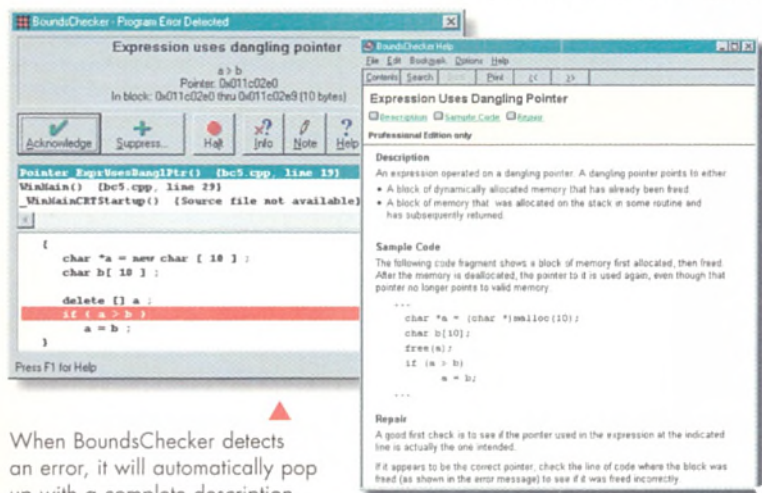 BoundsChecker - Program Error Detected
Expression uses dangling pointer
a > b
Pointer: 0x011c02e0
In block: 0x011c02e0 thru 0x011c02e9 (10 bytes)
Acknowledge Suppress... Halt Info Note Help
Pointer_ExprUsesDanglPtr() [bc5.cpp, line 19]
WinMain() [bc5.cpp, line 29]
_WinMainCRTStartup() [Source file not available]
{
char *a = new char [ 10 ] ;
char b[ 10 ] ;
delete [] a ;
if ( a > b )
a = b ;
}
Press F1 for Help
BoundsChecker Help
File Edit Bookmark Options Help
Contents Search Print << >>
Expression Uses Dangling Pointer
Description Sample Code Repair
Professional Edition only
Description
An expression operated on a dangling pointer. A dangling pointer points to either
• A block of dynamically allocated memory that has already been freed.
• A block of memory that was allocated on the stack in some routine and
has subsequently returned.
Sample Code
The following code fragment shows a block of memory first allocated, then freed.
After the memory is deallocated, the pointer to it is used again, even though that
pointer no longer points to valid memory.
...
char *a = (char *)malloc(10);
char b[10];
free(a);
if (a > b)
a = b;
...
Repair
A good first check is to see if the pointer used in the expression at the indicated
line is actually the one intended.
If it appears to be the correct pointer, check the line of code where the block was
freed (as shown in the error message) to see if it was freed incorrectly.
When BoundsChecker detects
an error, it will automatically pop
up with a complete description